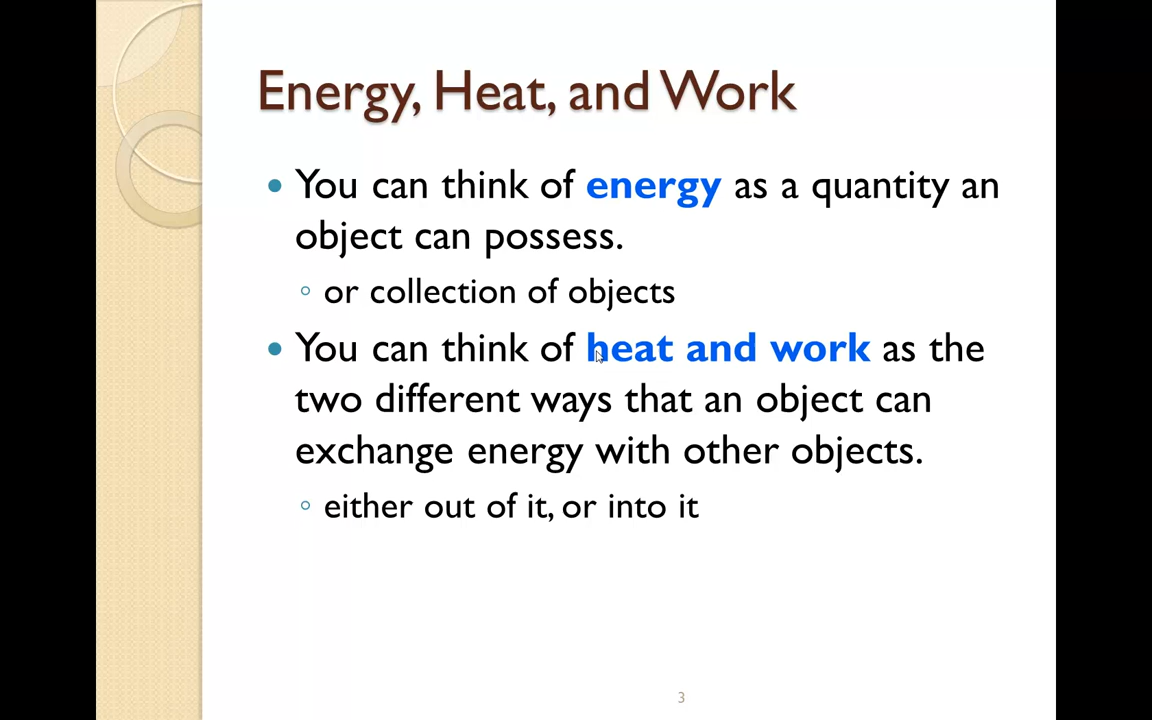 Energy, Heat, and Work
• You can think of energy as a quantity an
object can possess.
◦ or collection of objects
• You can think of heat and work as the
two different ways that an object can
exchange energy with other objects.
◦ either out of it, or into it
3